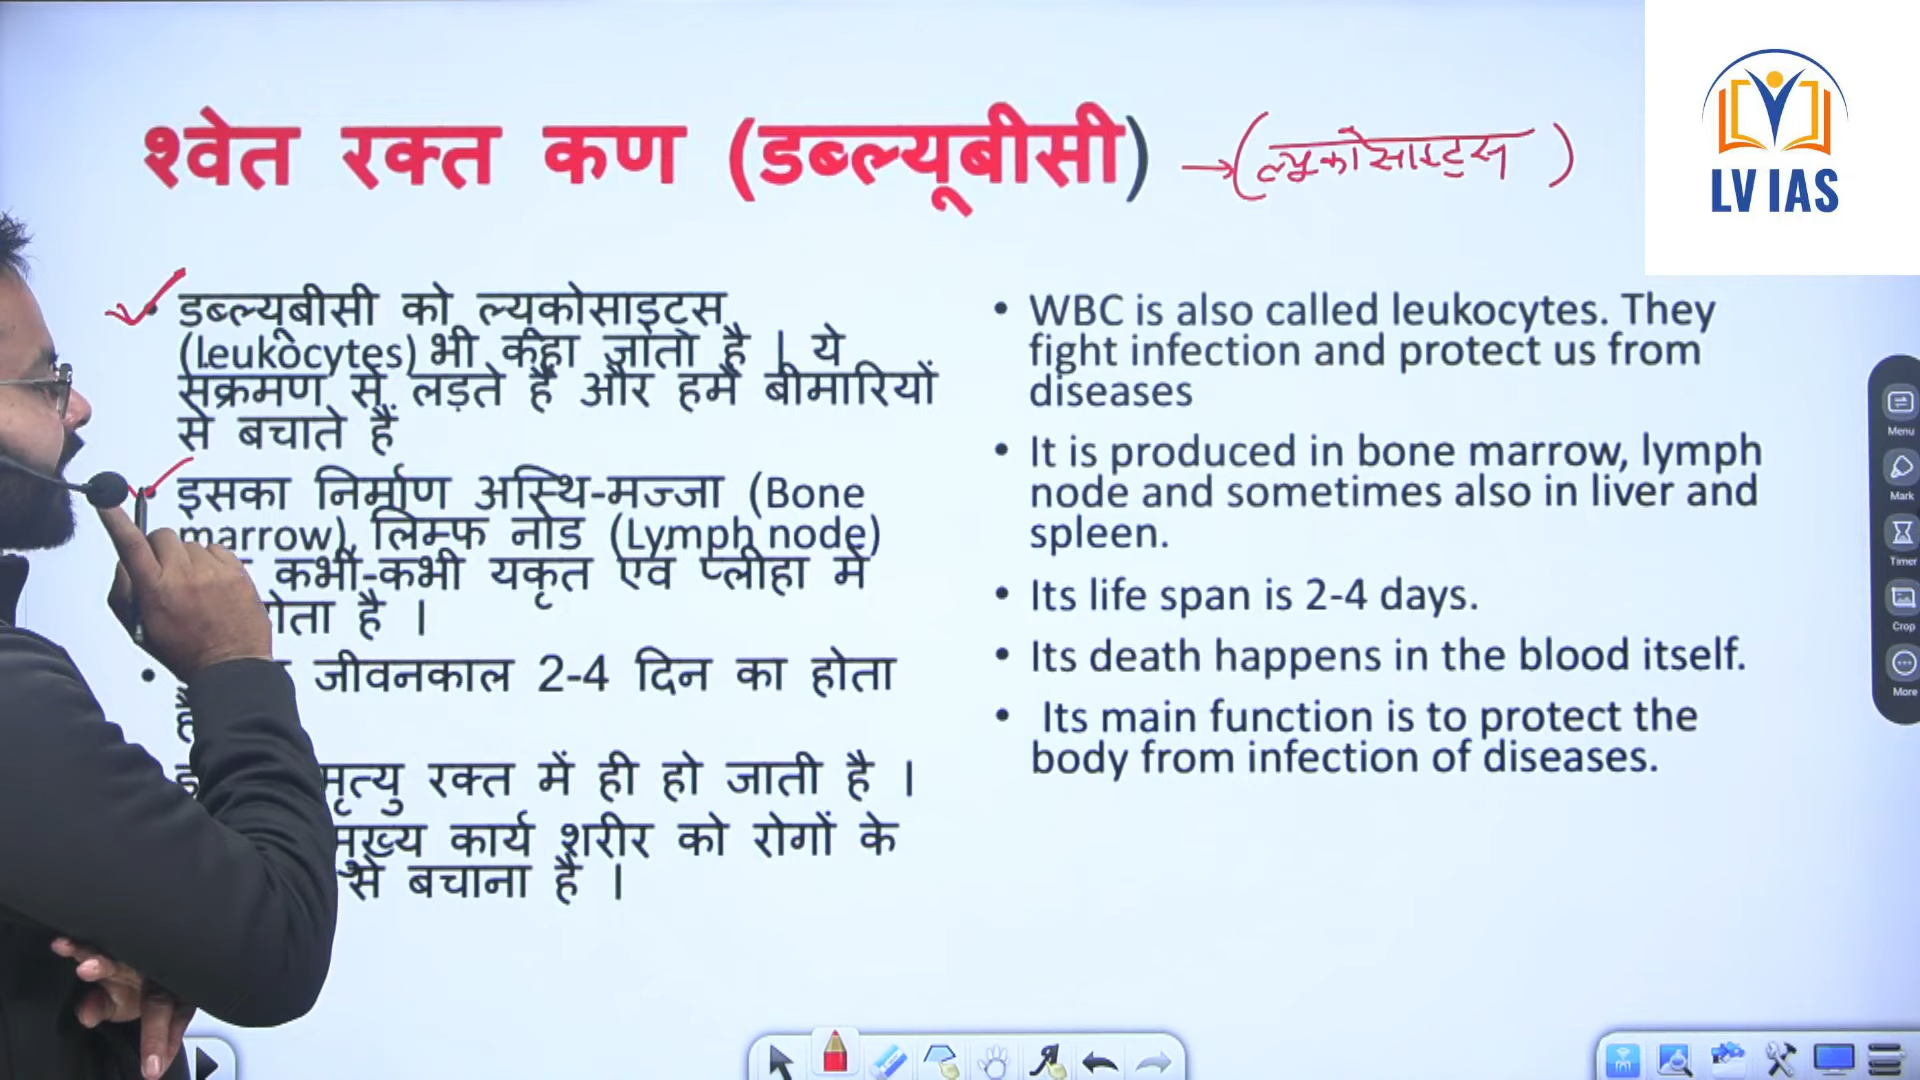 श्वेत रक्त कण (डब्ल्यूबीसी) → (ल्यूकोसाइट्स)
LV IAS
डब्ल्यूबीसी को ल्यकोसाइटस
(leukocytes) भी कहा जाता है | ये
सक्रमण से लड़ते हैं और हमें बीमारियों
से बचाते हैं
इसका निर्माण अस्थि-मज्जा (Bone
marrow), लिम्फ नोड (Lymph node)
कभी-कभी यकृत एवं प्लीहा में
है ।
जीवनकाल 2-4 दिन का होता
मृत्यु रक्त में ही हो जाती है ।
मुख्य कार्य शरीर को रोगों के
से बचाना है ।
• WBC is also called leukocytes. They
fight infection and protect us from
diseases
• It is produced in bone marrow, lymph
node and sometimes also in liver and
spleen.
• Its life span is 2-4 days.
• Its death happens in the blood itself.
• Its main function is to protect the
body from infection of diseases.
Menu
Mark
Timer
Crop
More